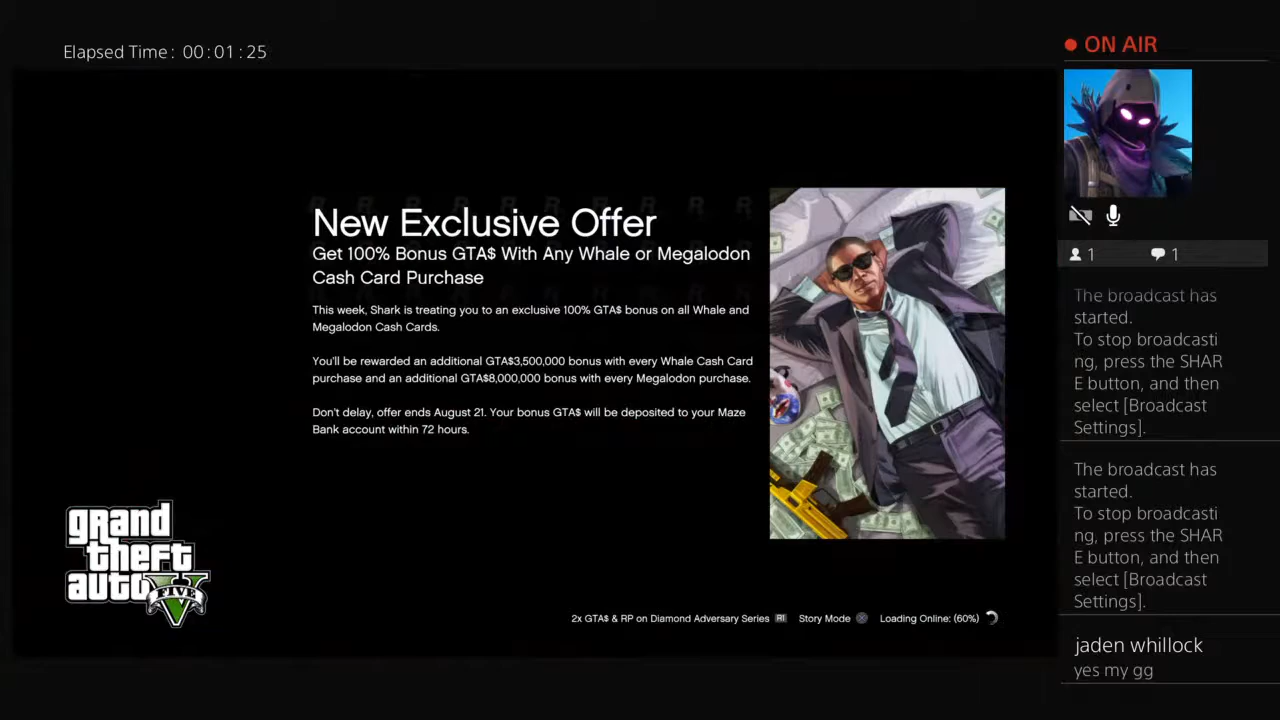 Elapsed Time: 00:01:25
ON AIR
New Exclusive Offer
Get 100% Bonus GTA$ With Any Whale or Megalodon
Cash Card Purchase
This week, Shark is treating you to an exclusive 100% GTA$ bonus on all Whale and
Megalodon Cash Cards.
You'll be rewarded an additional GTA$3,500,000 bonus with every Whale Cash Card
purchase and an additional GTA$8,000,000 bonus with every Megalodon purchase.
Don't delay, offer ends August 21. Your bonus GTA$ will be deposited to your Maze
Bank account within 72 hours.
grand
theft
auto V
FIVE
2x GTA$ & RP on Diamond Adversary Series R1 Story Mode Loading Online: (60%)
1 1
The broadcast has
started.
To stop broadcasti
ng, press the SHAR
E button, and then
select [Broadcast
Settings].
The broadcast has
started.
To stop broadcasti
ng, press the SHAR
E button, and then
select [Broadcast
Settings].
jaden whillock
yes my gg